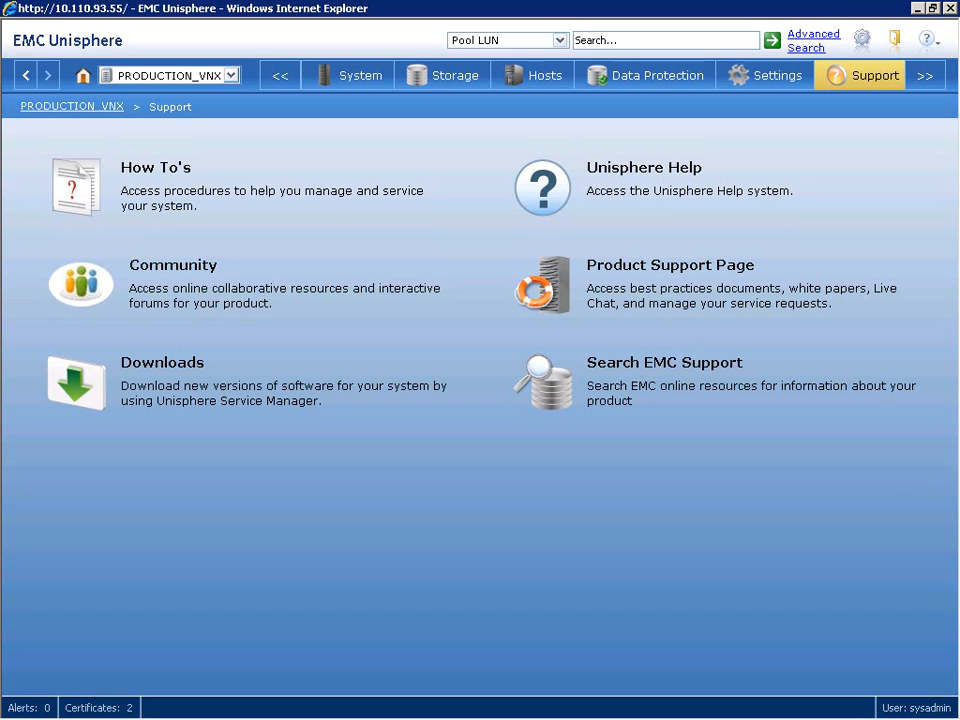 http://10.110.93.55/ - EMC Unisphere - Windows Internet Explorer
EMC Unisphere
Pool LUN
Search...
Advanced Search
PRODUCTION_VNX
<<
System
Storage
Hosts
Data Protection
Settings
Support
>>
PRODUCTION_VNX > Support
How To's
Access procedures to help you manage and service
your system.
Unisphere Help
Access the Unisphere Help system.
Community
Access online collaborative resources and interactive
forums for your product.
Product Support Page
Access best practices documents, white papers, Live
Chat, and manage your service requests.
Downloads
Download new versions of software for your system by
using Unisphere Service Manager.
Search EMC Support
Search EMC online resources for information about your
product
Alerts: 0
Certificates: 2
User: sysadmin